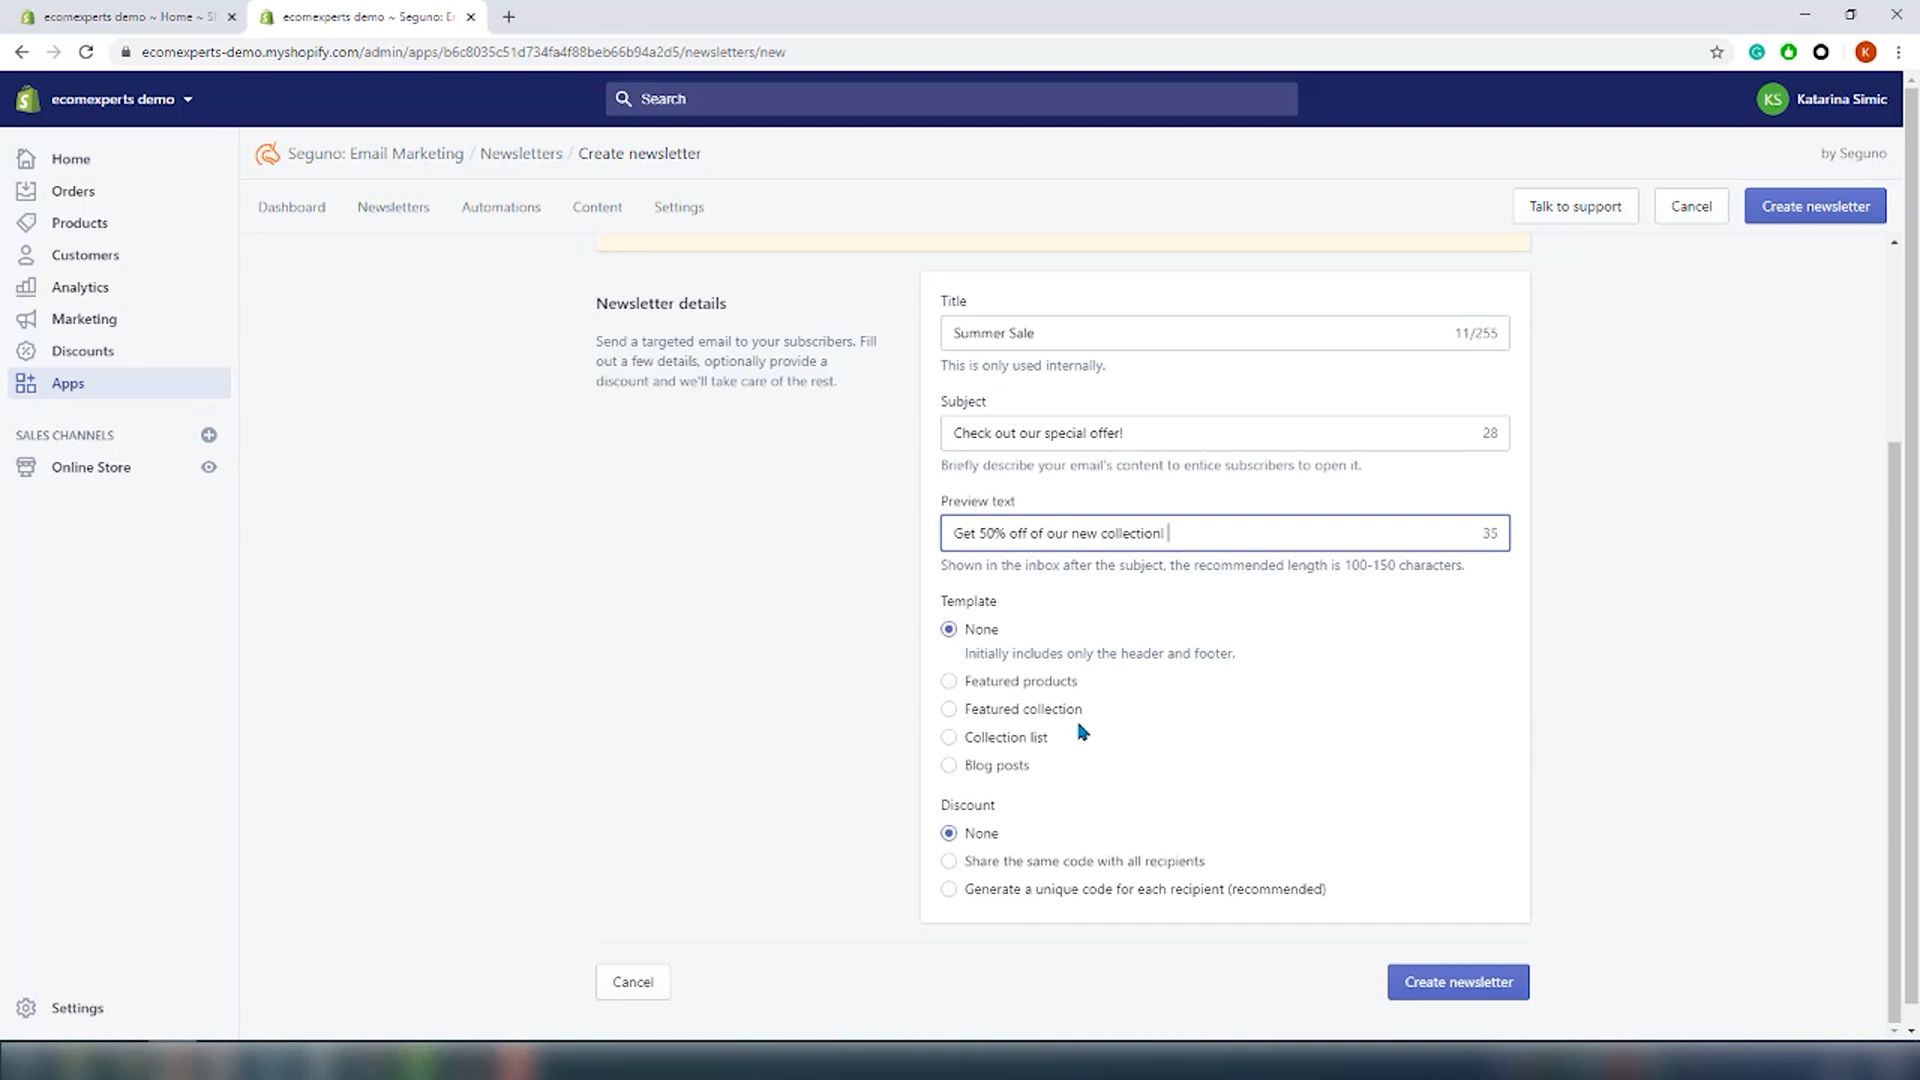 ecomexperts demo ~ Home ~ S
ecomexperts demo ~ Seguno: E
ecomexperts-demo.myshopify.com/admin/apps/b6c8035c51d734fa4f88beb66b94a2d5/newsletters/new
K
ecomexperts demo
Search
KS
Katarina Simic
Home
Orders
Products
Customers
Analytics
Marketing
Discounts
Apps
SALES CHANNELS
Online Store
Settings
Seguno: Email Marketing / Newsletters / Create newsletter
by Seguno
Dashboard
Newsletters
Automations
Content
Settings
Talk to support
Cancel
Create newsletter
Newsletter details
Send a targeted email to your subscribers. Fill
out a few details, optionally provide a
discount and we'll take care of the rest.
Title
Summer Sale
11/255
This is only used internally.
Subject
Check out our special offer!
28
Briefly describe your email's content to entice subscribers to open it.
Preview text
Get 50% off of our new collection!
35
Shown in the inbox after the subject, the recommended length is 100-150 characters.
Template
None
Initially includes only the header and footer.
Featured products
Featured collection
Collection list
Blog posts
Discount
None
Share the same code with all recipients
Generate a unique code for each recipient (recommended)
Cancel
Create newsletter